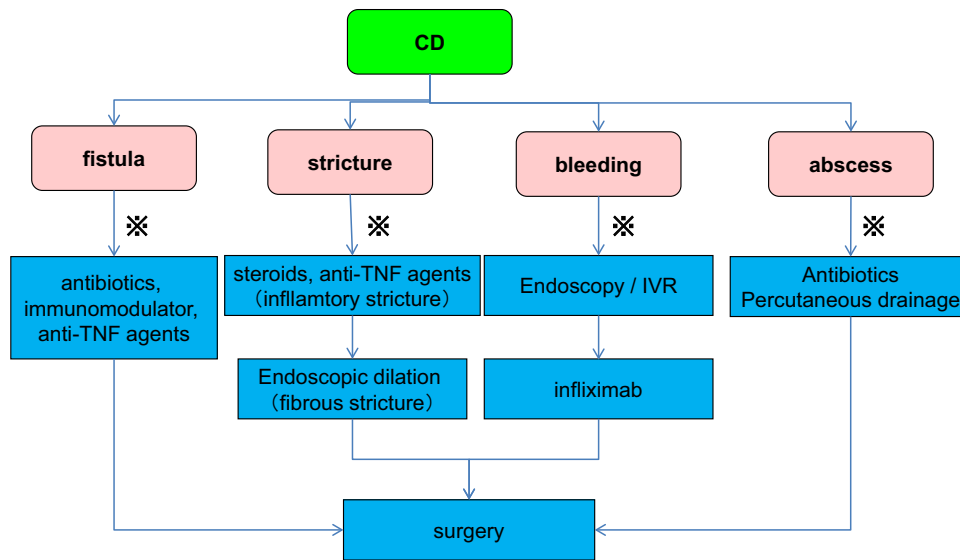 CD
fistula
stricture
bleeding
abscess
※
※
※
※
antibiotics,
immunomodulator,
anti-TNF agents
steroids, anti-TNF agents
（infllamtory stricture）
Endoscopy / IVR
Antibiotics
Percutaneous drainage
Endoscopic dilation
（fibrous stricture）
infliximab
surgery